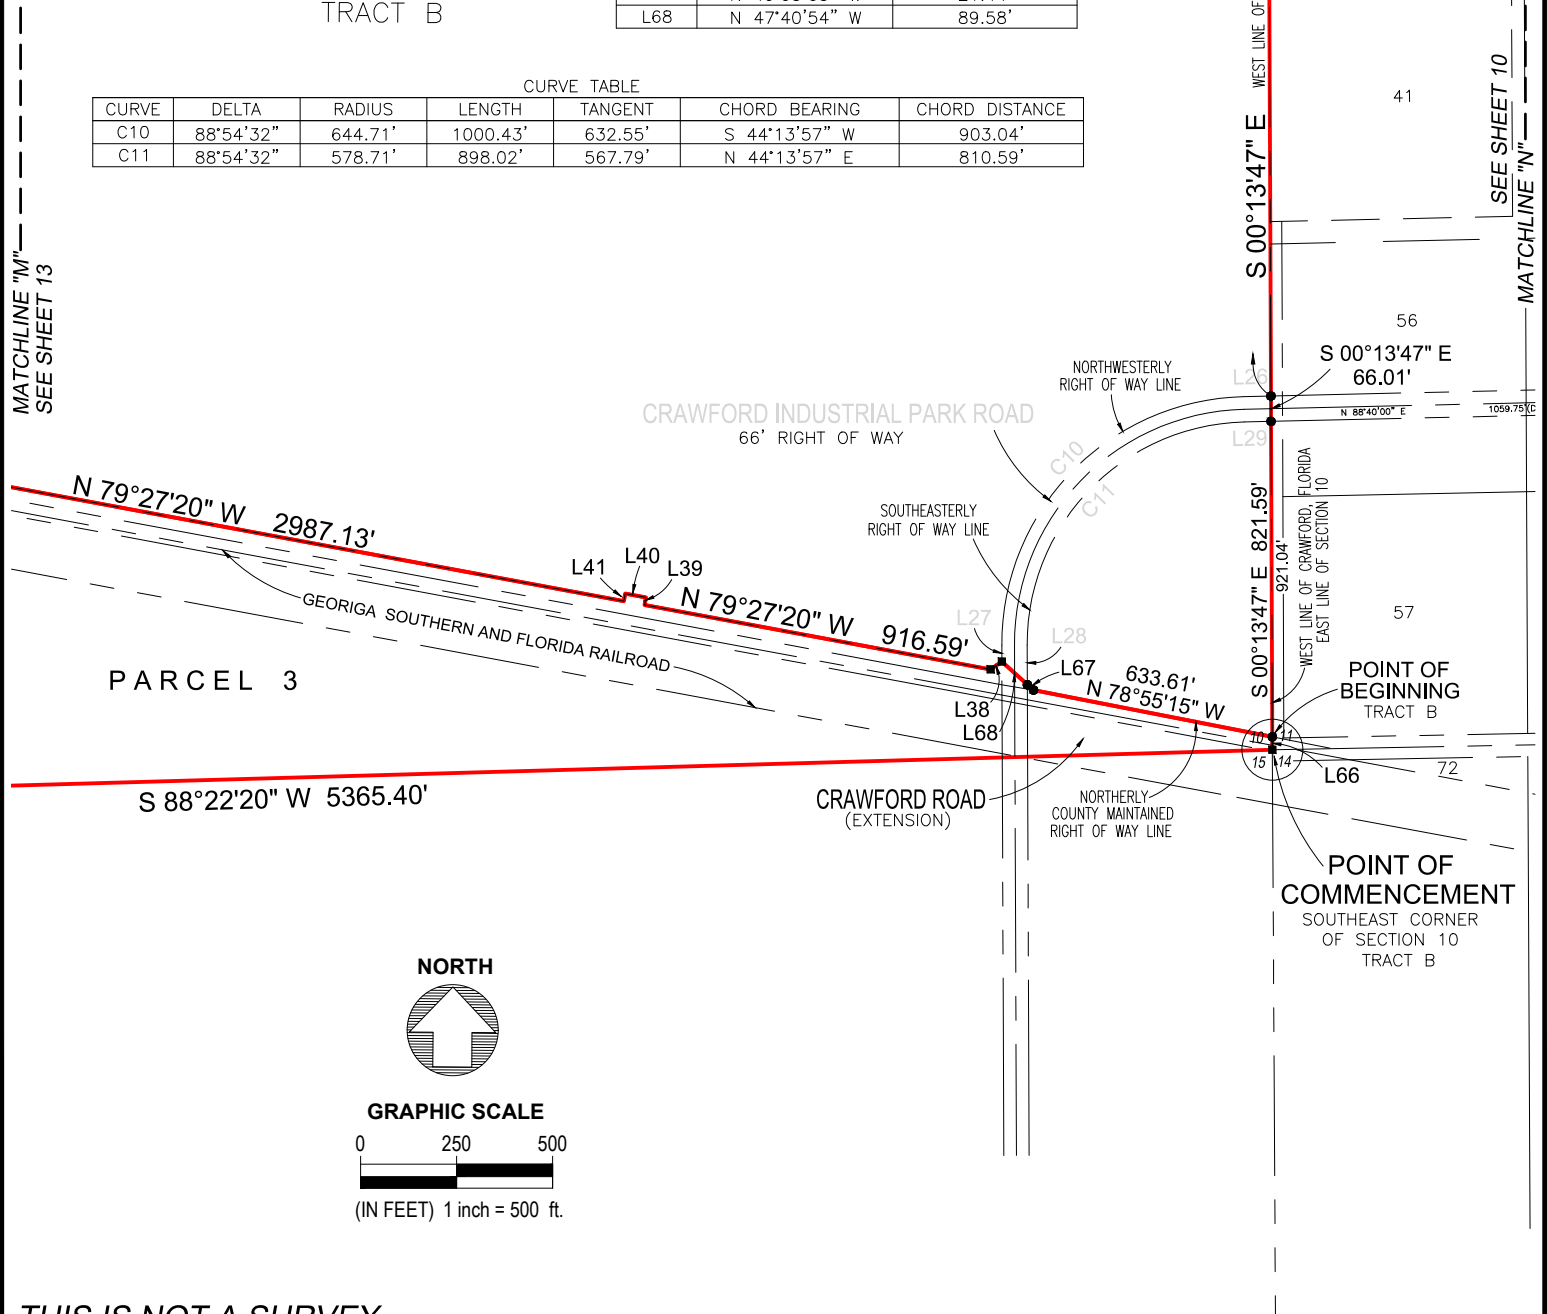 TRACT B
L68 N 47°40'54" W 89.58'
WEST LINE OF
CURVE TABLE
CURVE DELTA RADIUS LENGTH TANGENT CHORD BEARING CHORD DISTANCE
C10 88°54'32" 644.71' 1000.43' 632.55' S 44°13'57" W 903.04'
C11 88°54'32" 578.71' 898.02' 567.79' N 44°13'57" E 810.59'
MATCHLINE "M"
SEE SHEET 13
SEE SHEET 10
MATCHLINE "N"
41
S 00°13'47" E
56
S 00°13'47" E
66.01'
NORTHWESTERLY
RIGHT OF WAY LINE
L26
N 88°40'00" E
1059.75'(D
CRAWFORD INDUSTRIAL PARK ROAD
66' RIGHT OF WAY
L29
C10
C11
N 79°27'20" W 2987.13'
SOUTHEASTERLY
RIGHT OF WAY LINE
S 00°13'47" E 821.59'
921.04'
WEST LINE OF CRAWFORD, FLORIDA
EAST LINE OF SECTION 10
L41
L40
L39
GEORIGA SOUTHERN AND FLORIDA RAILROAD
N 79°27'20" W 916.59'
L27
L28
57
PARCEL 3
L67
633.61'
N 78°55'15" W
POINT OF
BEGINNING
TRACT B
L38
L68
10 11
15 14
L66
72
S 88°22'20" W 5365.40'
CRAWFORD ROAD
(EXTENSION)
NORTHERLY
COUNTY MAINTAINED
RIGHT OF WAY LINE
POINT OF
COMMENCEMENT
SOUTHEAST CORNER
OF SECTION 10
TRACT B
NORTH
GRAPHIC SCALE
0 250 500
(IN FEET) 1 inch = 500 ft.
THIS IS NOT A SURVEY